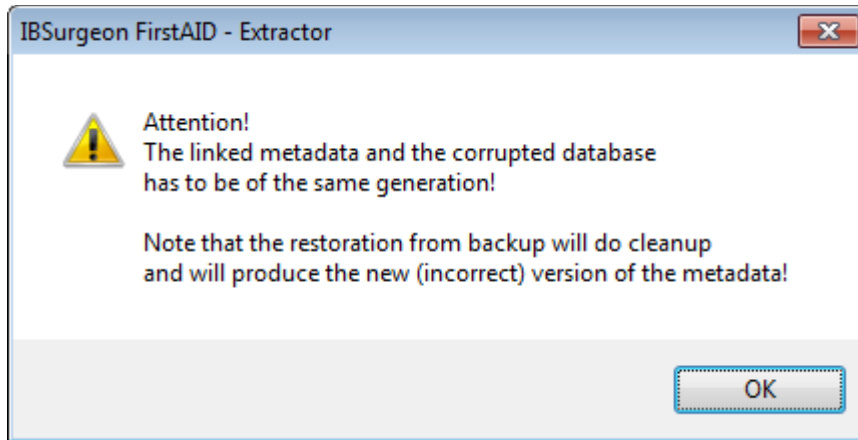 IBSurgeon FirstAID - Extractor
Attention!
The linked metadata and the corrupted database
has to be of the same generation!
Note that the restoration from backup will do cleanup
and will produce the new (incorrect) version of the metadata!
OK